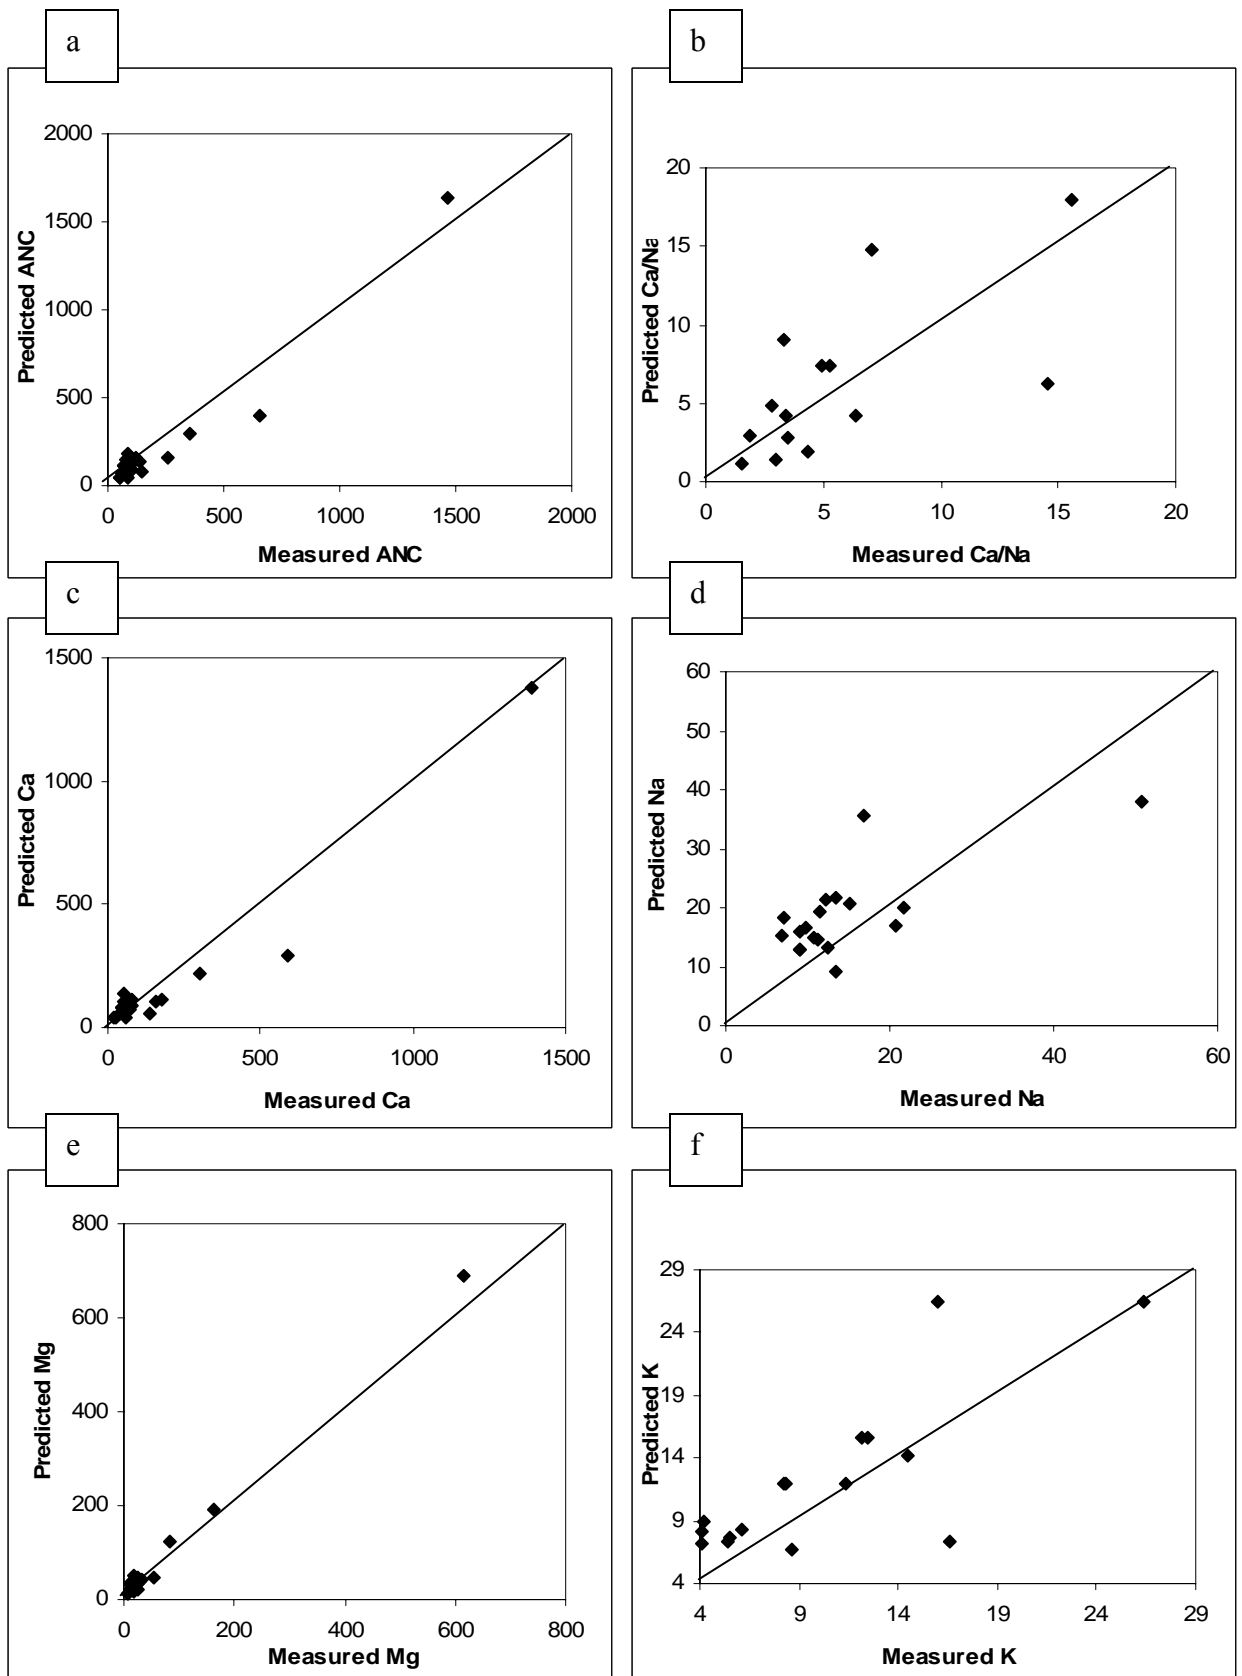 a
2000
1500
1000
500
0
Predicted ANC
0 500 1000 1500 2000
Measured ANC
b
20
15
10
5
0
Predicted Ca/Na
0 5 10 15 20
Measured Ca/Na
c
1500
1000
500
0
Predicted Ca
0 500 1000 1500
Measured Ca
d
60
50
40
30
20
10
0
Predicted Na
0 20 40 60
Measured Na
e
800
600
400
200
0
Predicted Mg
0 200 400 600 800
Measured Mg
f
29
24
19
14
9
4
Predicted K
4 9 14 19 24 29
Measured K